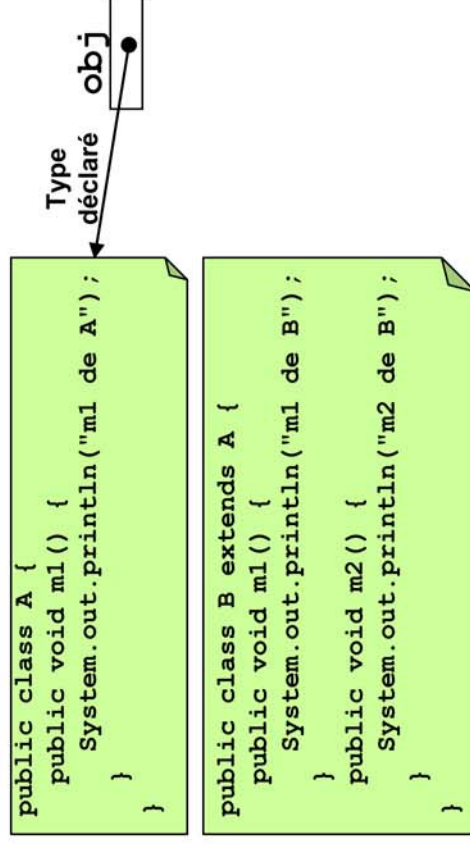 public class A {
public void m1() {
System.out.println("m1 de A");
}
}
public class B extends A {
public void m1() {
System.out.println("m1 de B");
}
public void m2() {
System.out.println("m2 de B");
}
}
Type
déclaré
obj